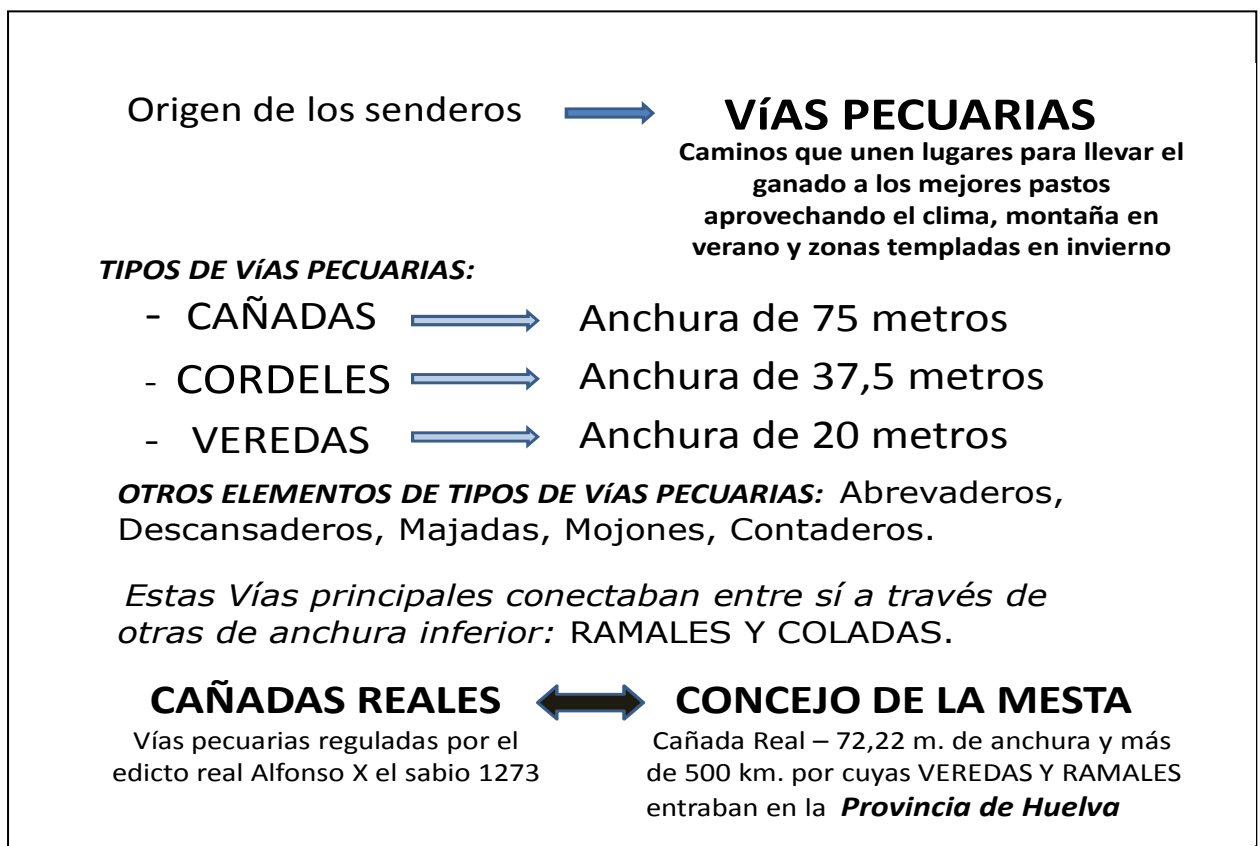 Origen de los senderos
VíAS PECUARIAS
Caminos que unen lugares para llevar el
ganado a los mejores pastos
aprovechando el clima, montaña en
verano y zonas templadas en invierno
TIPOS DE VíAS PECUARIAS:
- CAÑADAS Anchura de 75 metros
- CORDELES Anchura de 37,5 metros
- VEREDAS Anchura de 20 metros
OTROS ELEMENTOS DE TIPOS DE VíAS PECUARIAS: Abrevaderos,
Descansaderos, Majadas, Mojones, Contaderos.
Estas Vías principales conectaban entre sí a través de
otras de anchura inferior: RAMALES Y COLADAS.
CAÑADAS REALES
Vías pecuarias reguladas por el
edicto real Alfonso X el sabio 1273
CONCEJO DE LA MESTA
Cañada Real – 72,22 m. de anchura y más
de 500 km. por cuyas VEREDAS Y RAMALES
entraban en la Provincia de Huelva